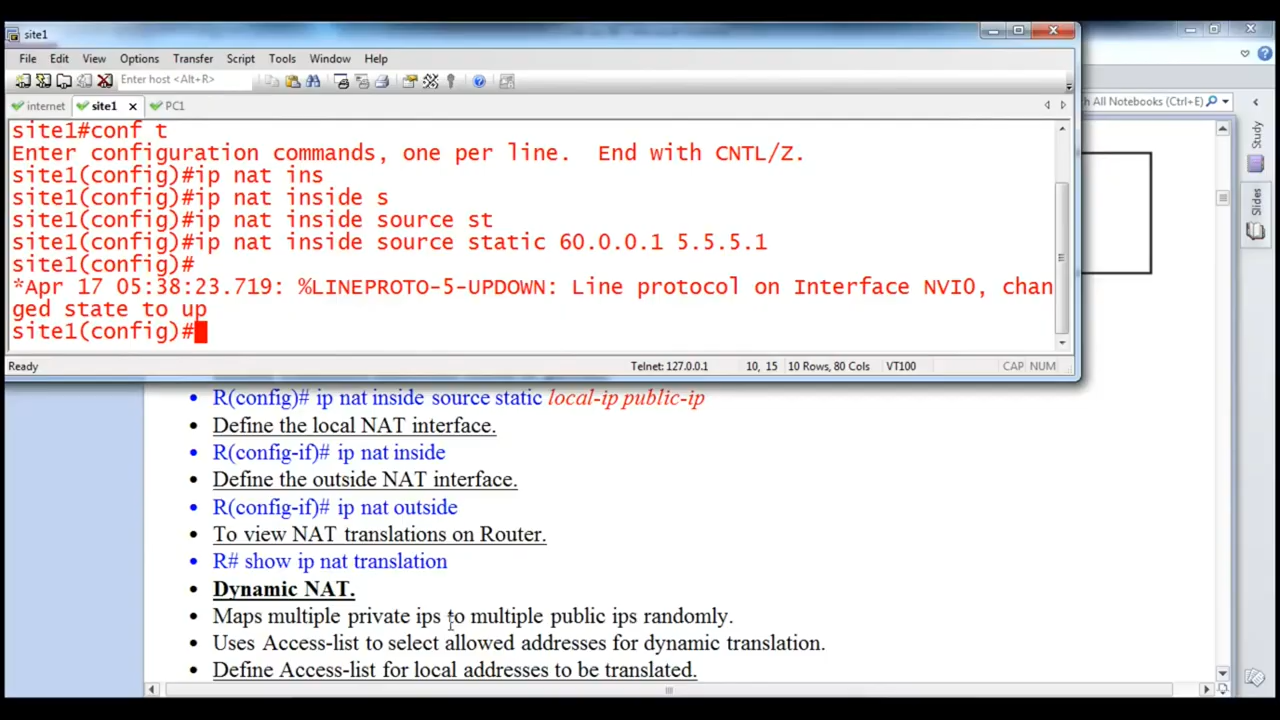 site1
File Edit View Options Transfer Script Tools Window Help
Enter host <Alt+R>
internet site1 PC1
h All Notebooks (Ctrl+E)
site1#conf t
Enter configuration commands, one per line. End with CNTL/Z.
site1(config)#ip nat ins
site1(config)#ip nat inside s
site1(config)#ip nat inside source st
site1(config)#ip nat inside source static 60.0.0.1 5.5.5.1
site1(config)#
*Apr 17 05:38:23.719: %LINEPROTO-5-UPDOWN: Line protocol on Interface NVI0, chan
ged state to up
site1(config)#
Ready Telnet: 127.0.0.1 10, 15 10 Rows, 80 Cols VT100 CAP NUM
Study
Slides
• R(config)# ip nat inside source static local-ip public-ip
• Define the local NAT interface.
• R(config-if)# ip nat inside
• Define the outside NAT interface.
• R(config-if)# ip nat outside
• To view NAT translations on Router.
• R# show ip nat translation
• Dynamic NAT.
• Maps multiple private ips to multiple public ips randomly.
• Uses Access-list to select allowed addresses for dynamic translation.
• Define Access-list for local addresses to be translated.